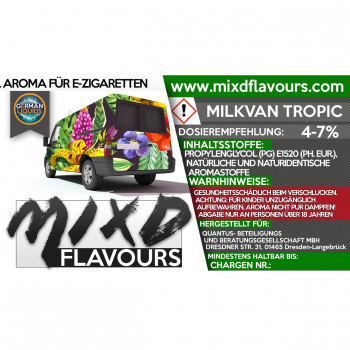 . AROMA FÜR E-ZIGARETTEN
GERMAN
LIQUIDS
MIXD
FLAVOURS
www.mixdflavours.com
MILKVAN TROPIC
DOSIEREMPFEHLUNG: 4-7%
INHALTSSTOFFE:
PROPYLENGLYCOL (PG) E1520 (PH. EUR.),
NATÜRLICHE UND NATURIDENTISCHE
AROMASTOFFE
WARNHINWEISE:
GESUNDHEITSSCHÄDLICH BEIM VERSCHLUCKEN.
ACHTUNG: FÜR KINDER UNZUGÄNGLICH
AUFBEWAHREN, AROMA NICHT PUR DAMPFEN!
ABGABE NUR AN PERSONEN ÜBER 18 JAHREN
HERGESTELLT FÜR:
QUANTUS- BETEILIGUNGS
UND BERATUNGSGESELLSCHAFT MBH
DRESDNER STR. 31, 01465 Dresden-Langebrück
MINDESTENS HALTBAR BIS:
CHARGEN NR.: